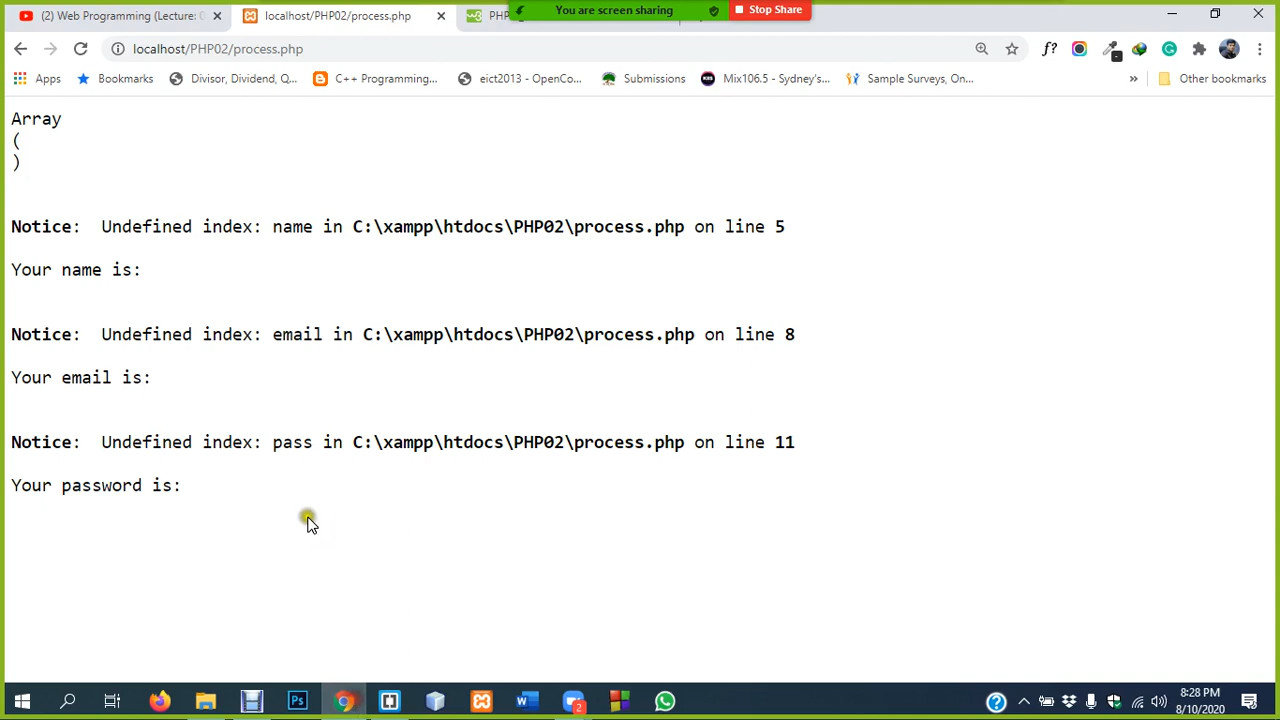 (2) Web Programming (Lecture: 0
localhost/PHP02/process.php
PHP
You are screen sharing
Stop Share
localhost/PHP02/process.php
f?
Apps
Bookmarks
Divisor, Dividend, Q...
C++ Programming...
eict2013 - OpenCo...
Submissions
Mix106.5 - Sydney's...
Sample Surveys, On...
»
Other bookmarks
Array
(
)
Notice: Undefined index: name in C:\xampp\htdocs\PHP02\process.php on line 5
Your name is:
Notice: Undefined index: email in C:\xampp\htdocs\PHP02\process.php on line 8
Your email is:
Notice: Undefined index: pass in C:\xampp\htdocs\PHP02\process.php on line 11
Your password is:
Ps
2
8:28 PM
8/10/2020